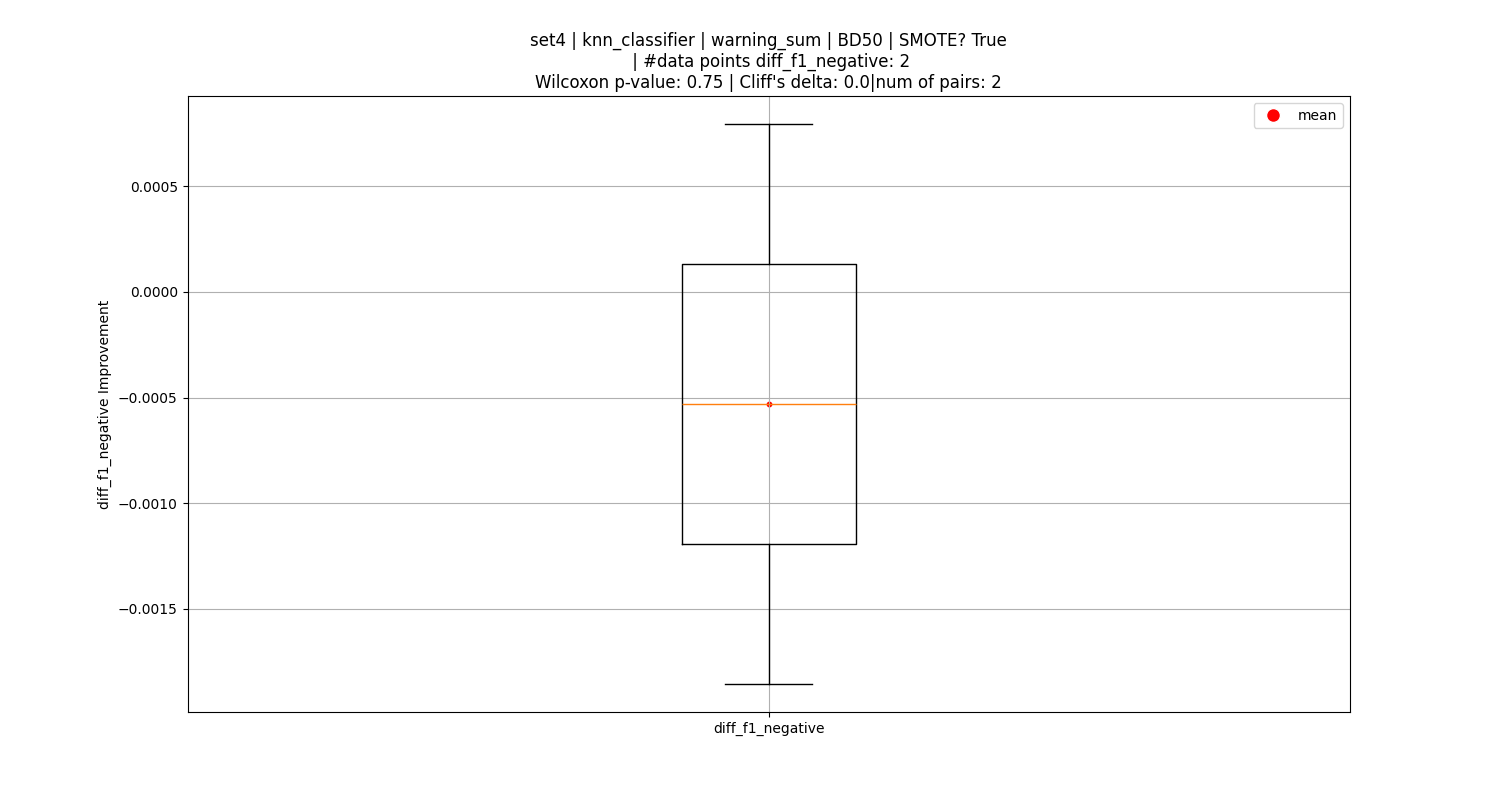 set4 | knn_classifier | warning_sum | BD50 | SMOTE? True
| #data points diff_f1_negative: 2
Wilcoxon p-value: 0.75 | Cliff's delta: 0.0|num of pairs: 2
mean
0.0005
0.0000
−0.0005
−0.0010
−0.0015
diff_f1_negative Improvement
diff_f1_negative